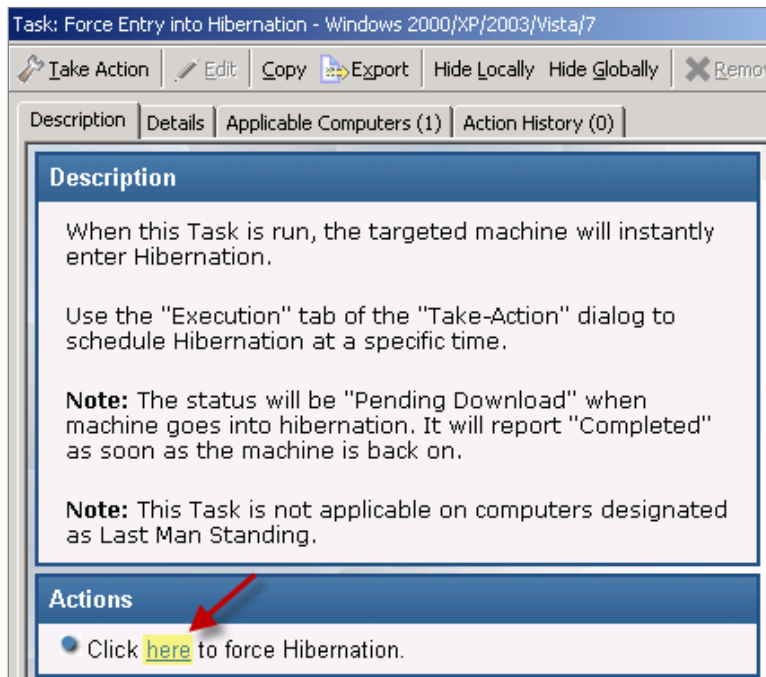 Task: Force Entry into Hibernation - Windows 2000/XP/2003/Vista/7
Take Action Edit Copy Export Hide Locally Hide Globally
Description Details Applicable Computers (1) Action History (0)
Description
When this Task is run, the targeted machine will instantly
enter Hibernation.
Use the "Execution" tab of the "Take-Action" dialog to
schedule Hibernation at a specific time.
Note: The status will be "Pending Download" when
machine goes into hibernation. It will report "Completed"
as soon as the machine is back on.
Note: This Task is not applicable on computers designated
as Last Man Standing.
Actions
Click here to force Hibernation.